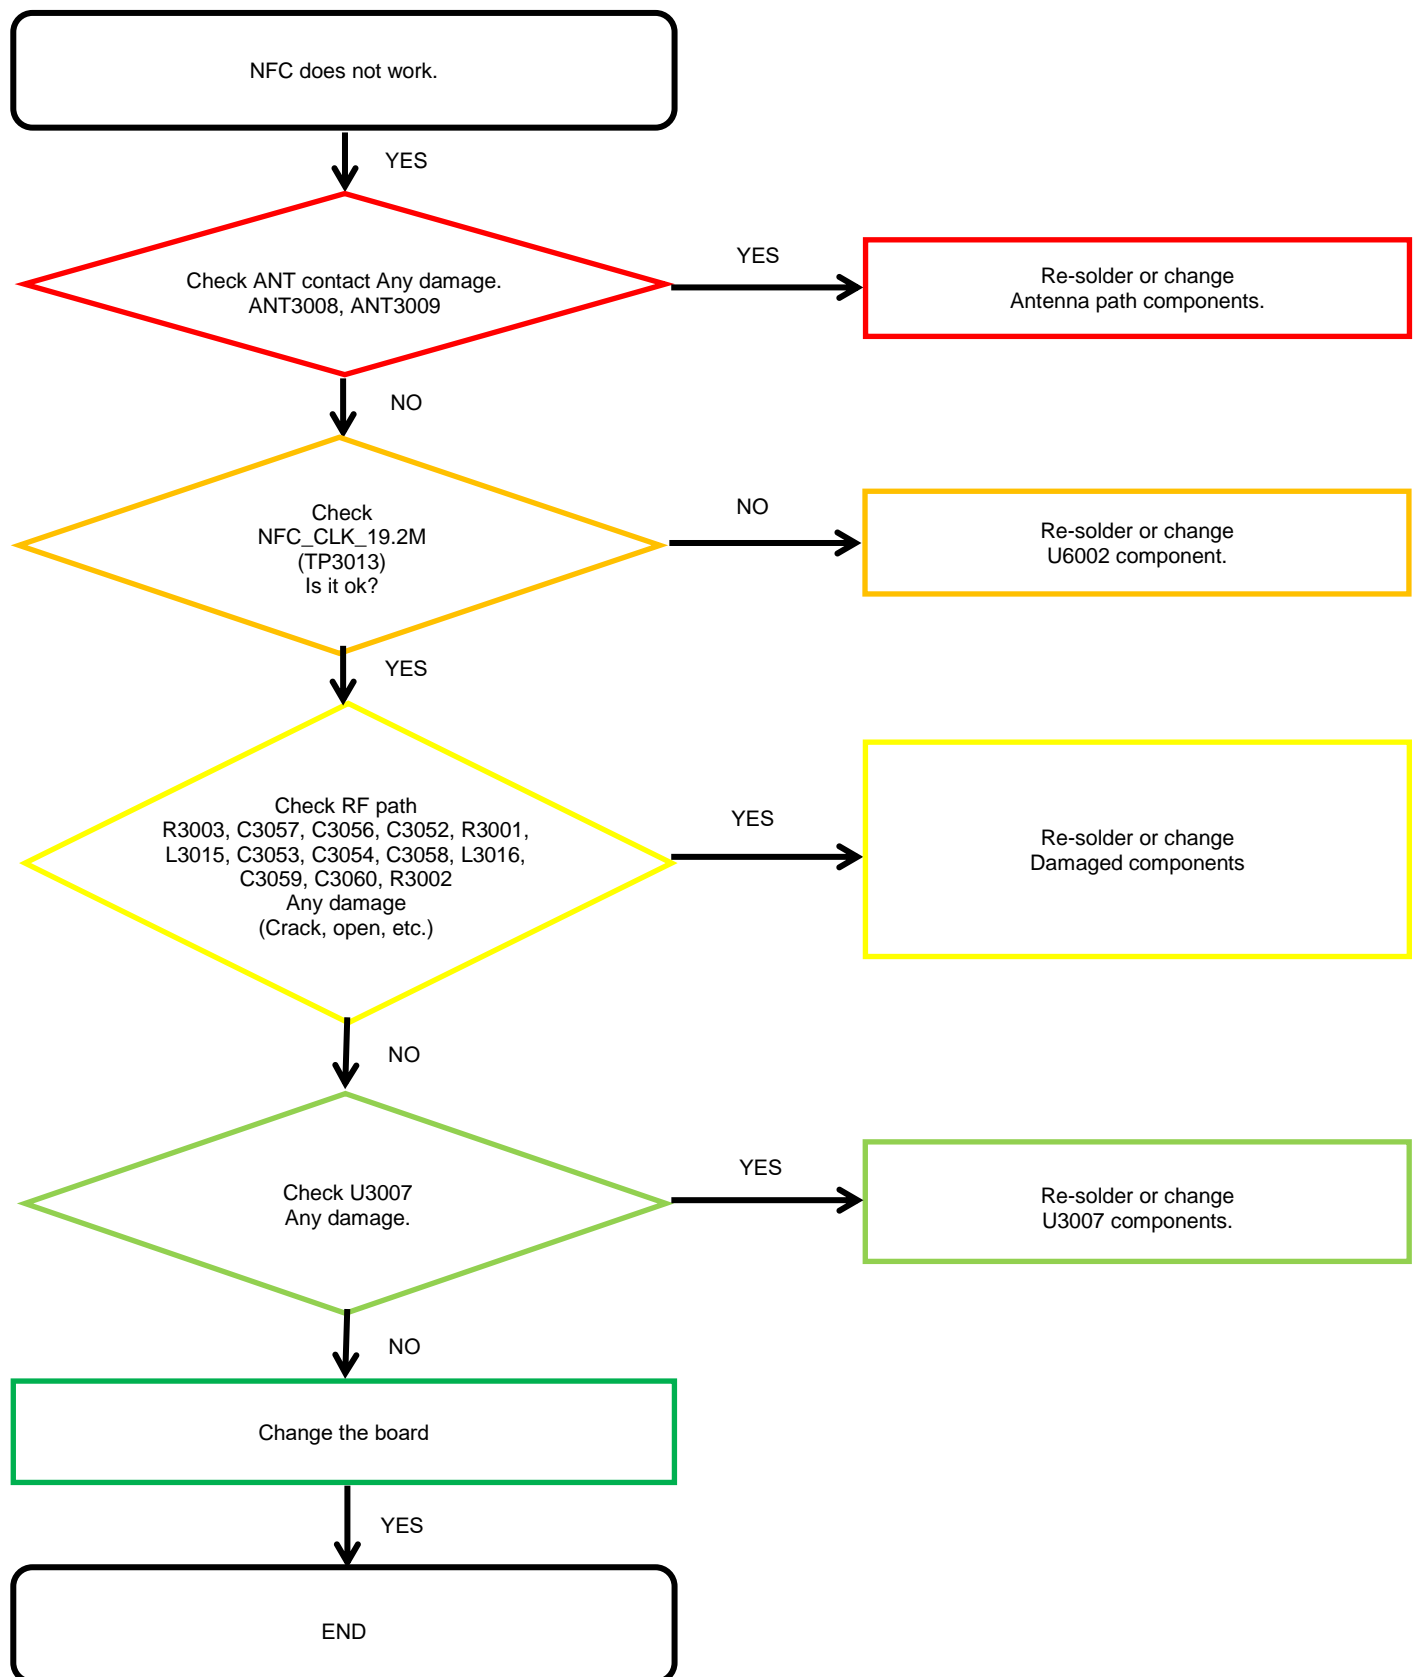 NFC does not work.
YES
Check ANT contact Any damage.
ANT3008, ANT3009
YES
Re-solder or change
Antenna path components.
NO
Check
NFC_CLK_19.2M
(TP3013)
Is it ok?
NO
Re-solder or change
U6002 component.
YES
Check RF path
R3003, C3057, C3056, C3052, R3001,
L3015, C3053, C3054, C3058, L3016,
C3059, C3060, R3002
Any damage
(Crack, open, etc.)
YES
Re-solder or change
Damaged components
NO
Check U3007
Any damage.
YES
Re-solder or change
U3007 components.
NO
Change the board
YES
END